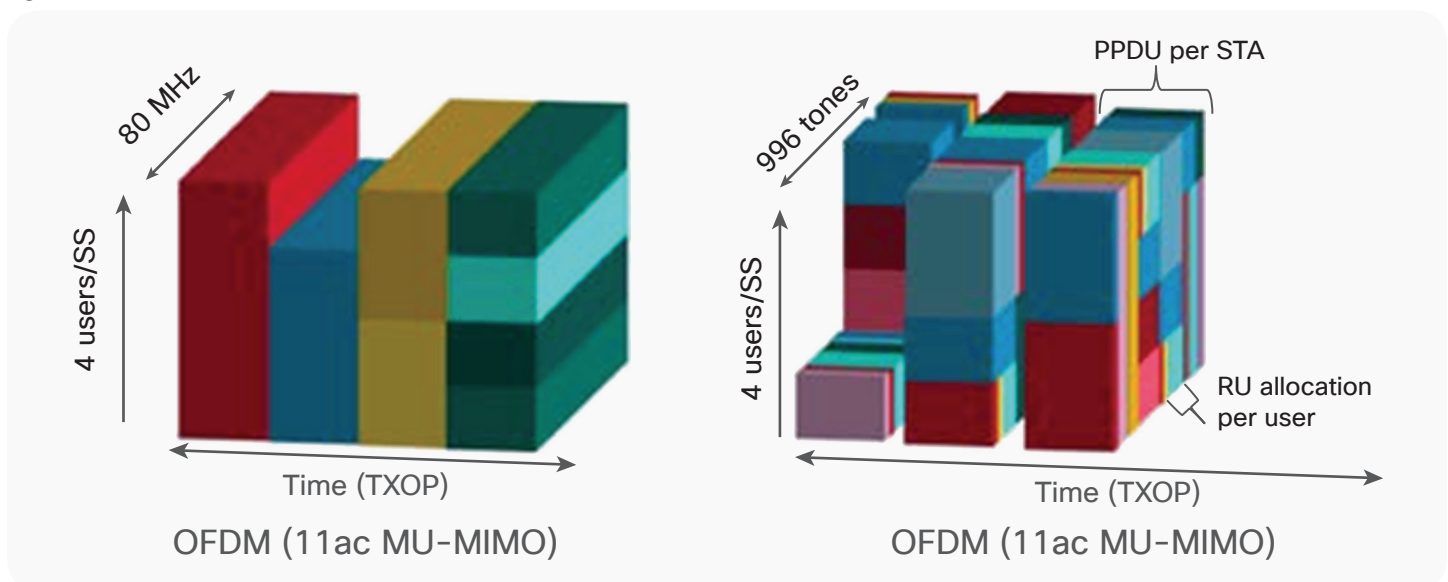 80 MHz
4 users/SS
Time (TXOP)
OFDM (11ac MU-MIMO)
PPDU per STA
996 tones
4 users/SS
RU allocation
per user
Time (TXOP)
OFDM (11ac MU-MIMO)